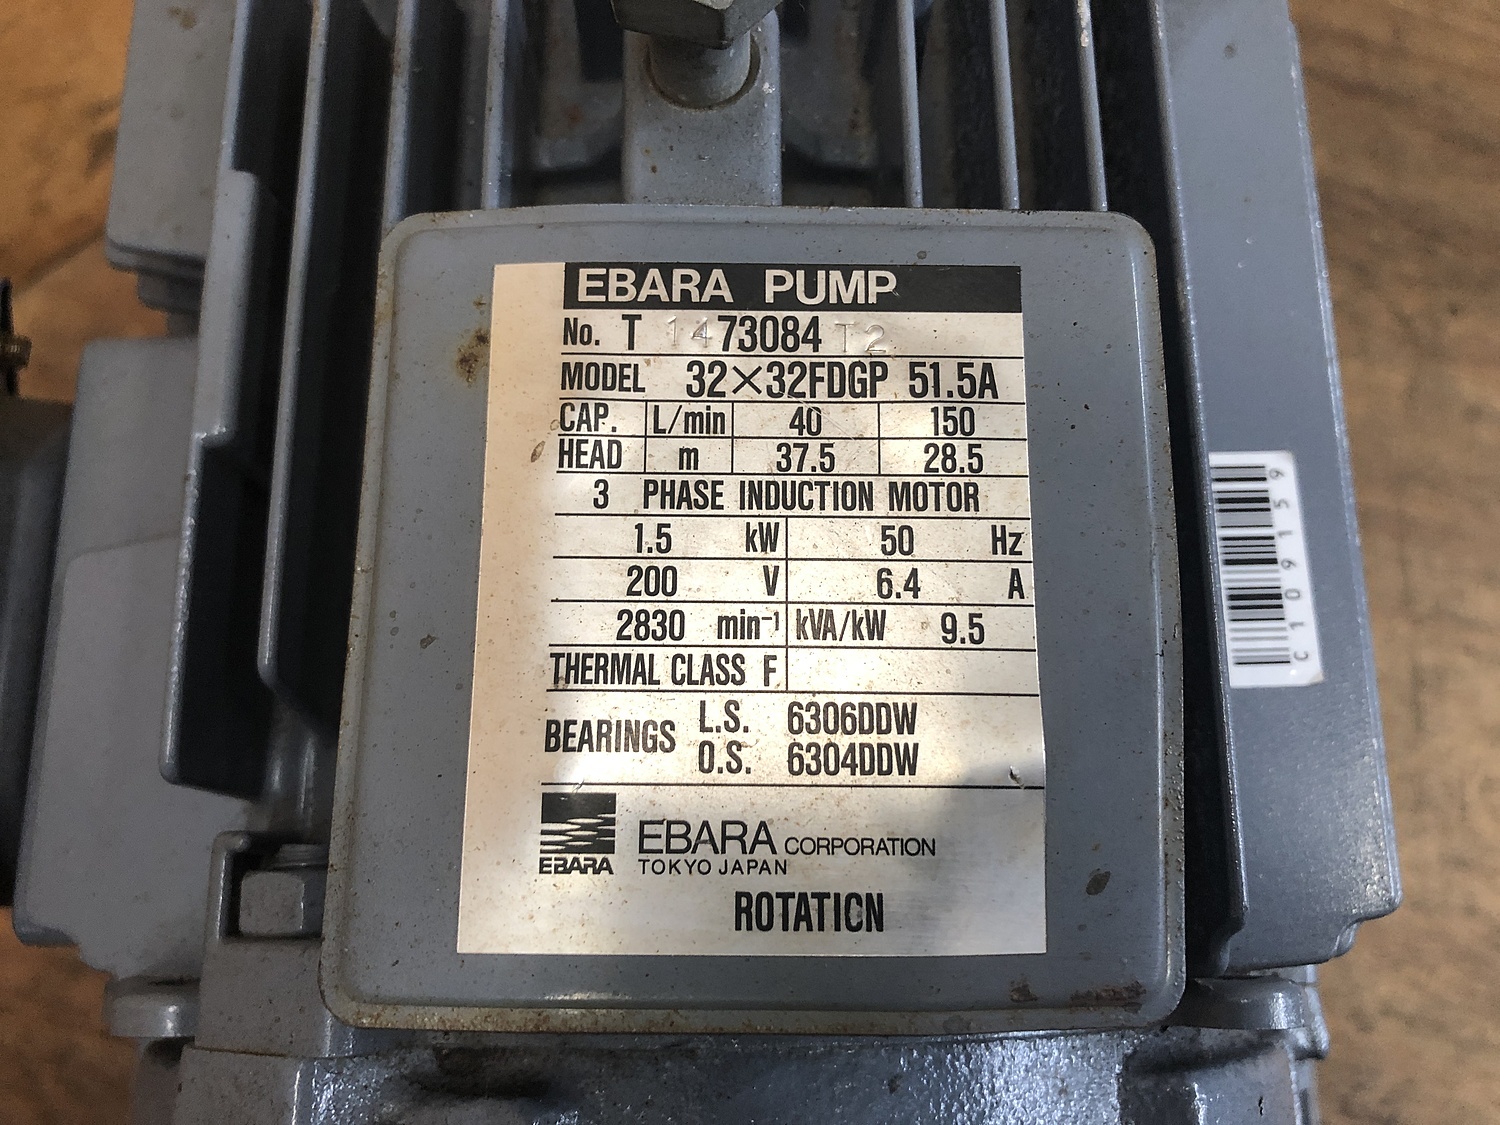 EBARA PUMP
No. T 1473084 T2
MODEL 32×32FDGP 51.5A
CAP. L/min 40 150
HEAD m 37.5 28.5
3 PHASE INDUCTION MOTOR
1.5 kW 50 Hz
200 V 6.4 A
2830 min⁻¹ kVA/kW 9.5
THERMAL CLASS F
BEARINGS L.S. 6306DDW
O.S. 6304DDW
EBARA
EBARA CORPORATION
TOKYO JAPAN
ROTATION
C109159